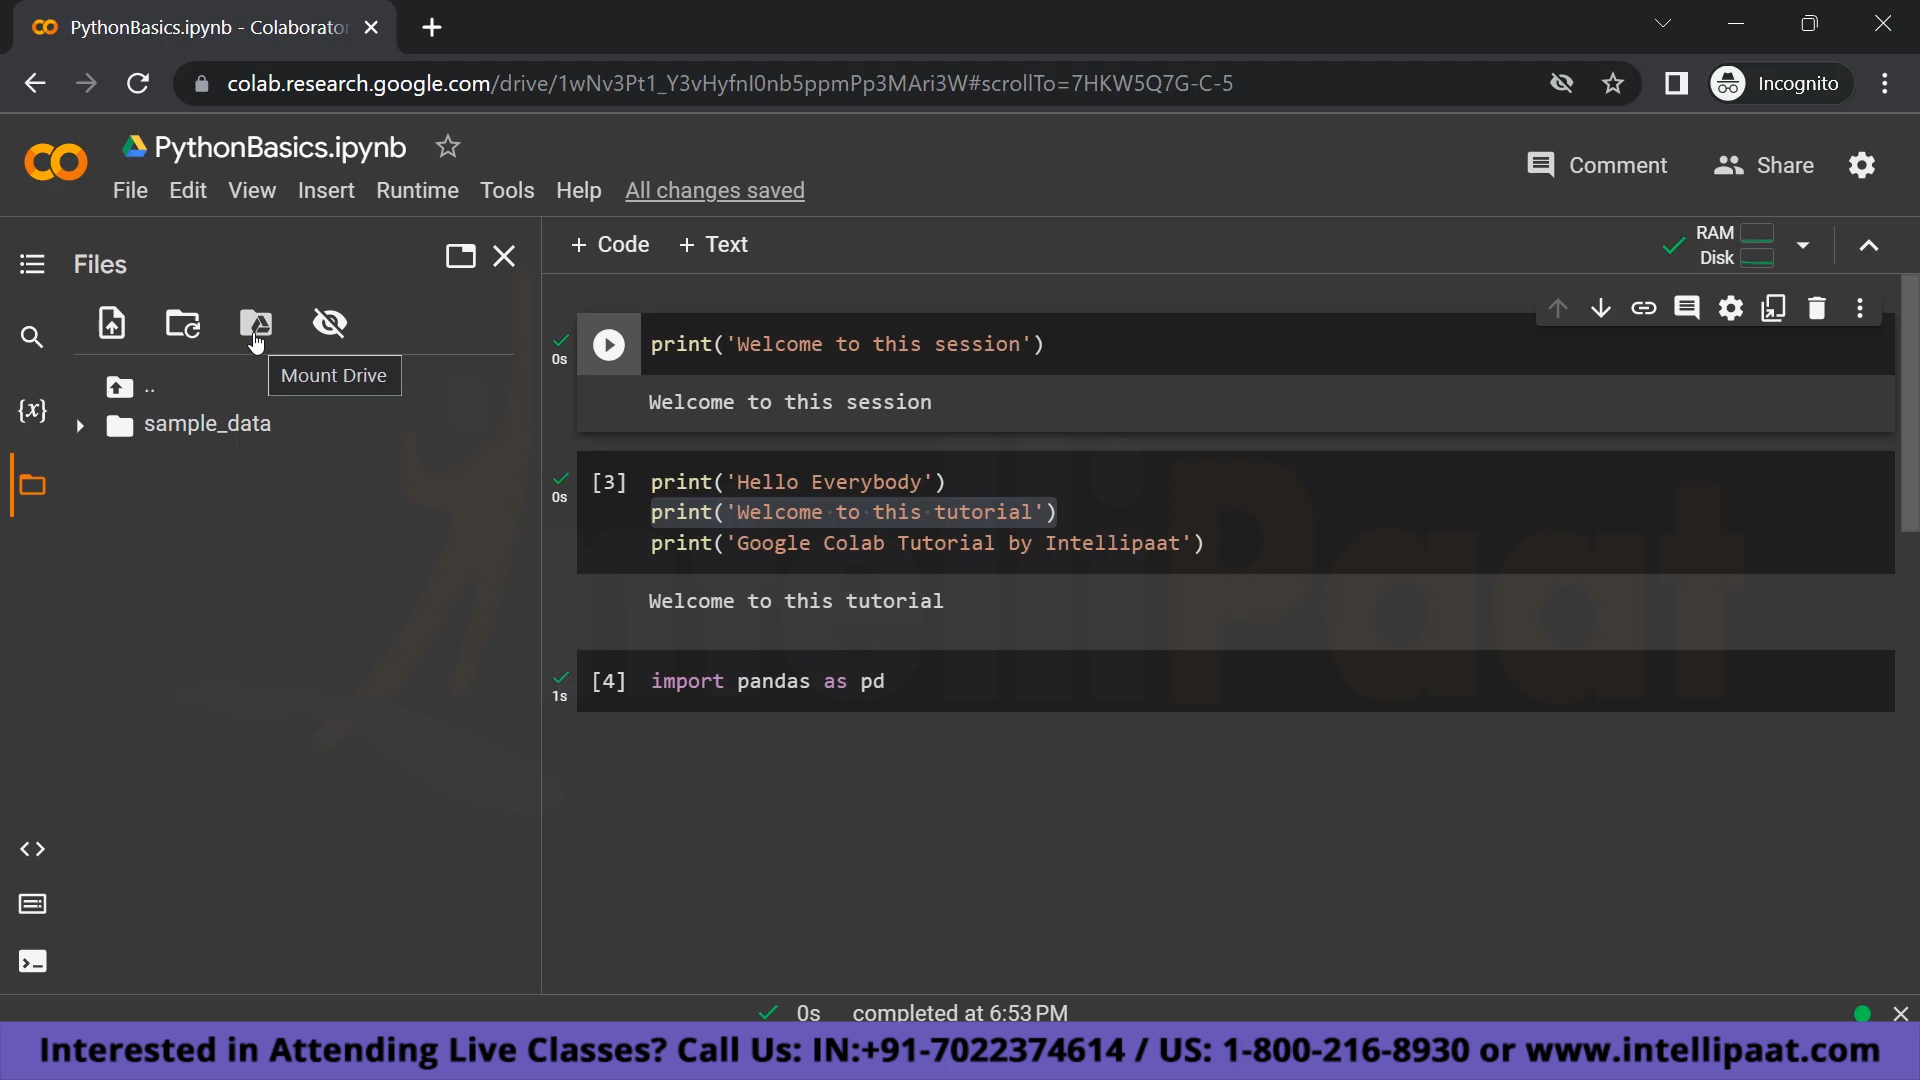 PythonBasics.ipynb - Colaborator
colab.research.google.com/drive/1wNv3Pt1_Y3vHyfnI0nb5ppmPp3MAri3W#scrollTo=7HKW5Q7G-C-5
Incognito
PythonBasics.ipynb
Comment
Share
File Edit View Insert Runtime Tools Help All changes saved
Files
+ Code + Text
RAM
Disk
Mount Drive
..
sample_data
{x}
0s
print('Welcome to this session')
Welcome to this session
0s
[3] print('Hello Everybody')
print('Welcome to this tutorial')
print('Google Colab Tutorial by Intellipaat')
Welcome to this tutorial
1s
[4] import pandas as pd
IntelliPaat
0s completed at 6:53 PM
Interested in Attending Live Classes? Call Us: IN:+91-7022374614 / US: 1-800-216-8930 or www.intellipaat.com